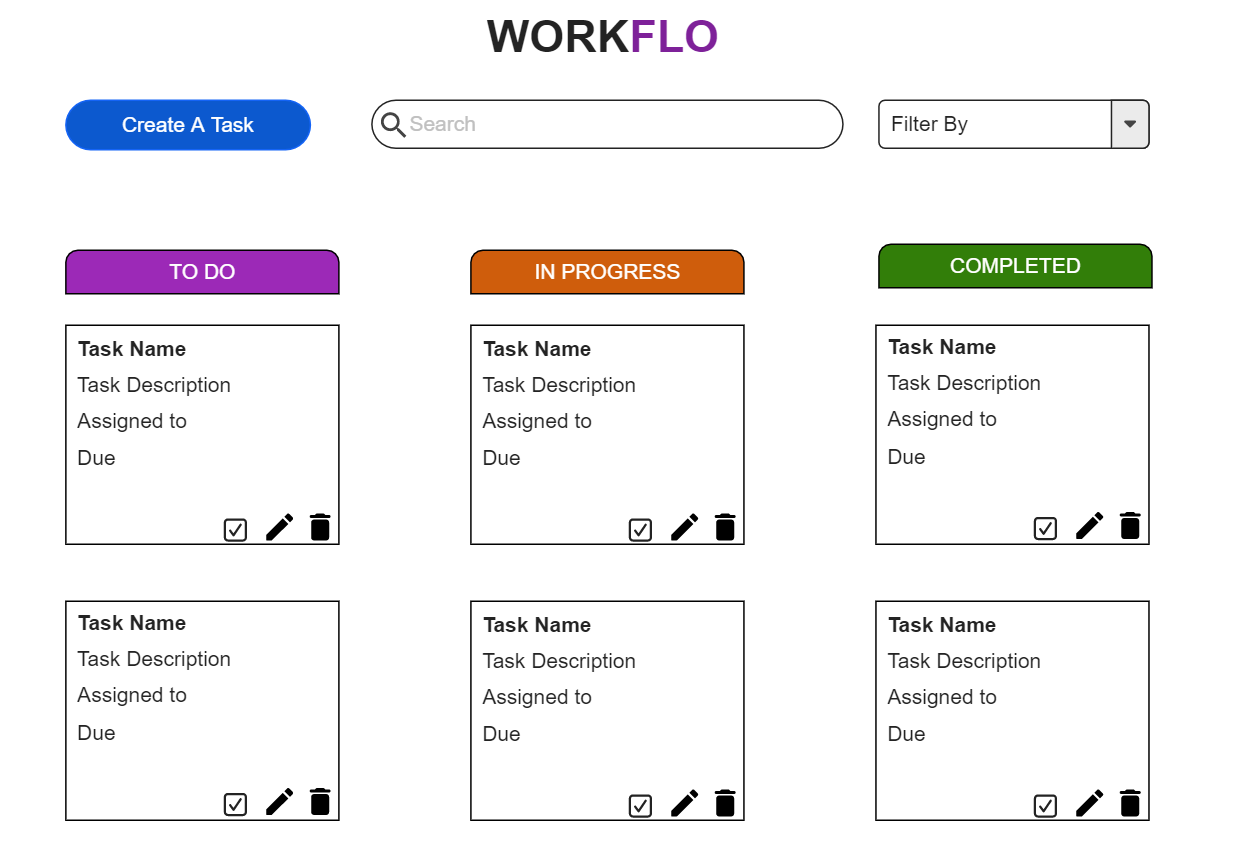 WORKFLO
Create A Task
Search
Filter By
TO DO
IN PROGRESS
COMPLETED
Task Name
Task Description
Assigned to
Due
Task Name
Task Description
Assigned to
Due
Task Name
Task Description
Assigned to
Due
Task Name
Task Description
Assigned to
Due
Task Name
Task Description
Assigned to
Due
Task Name
Task Description
Assigned to
Due